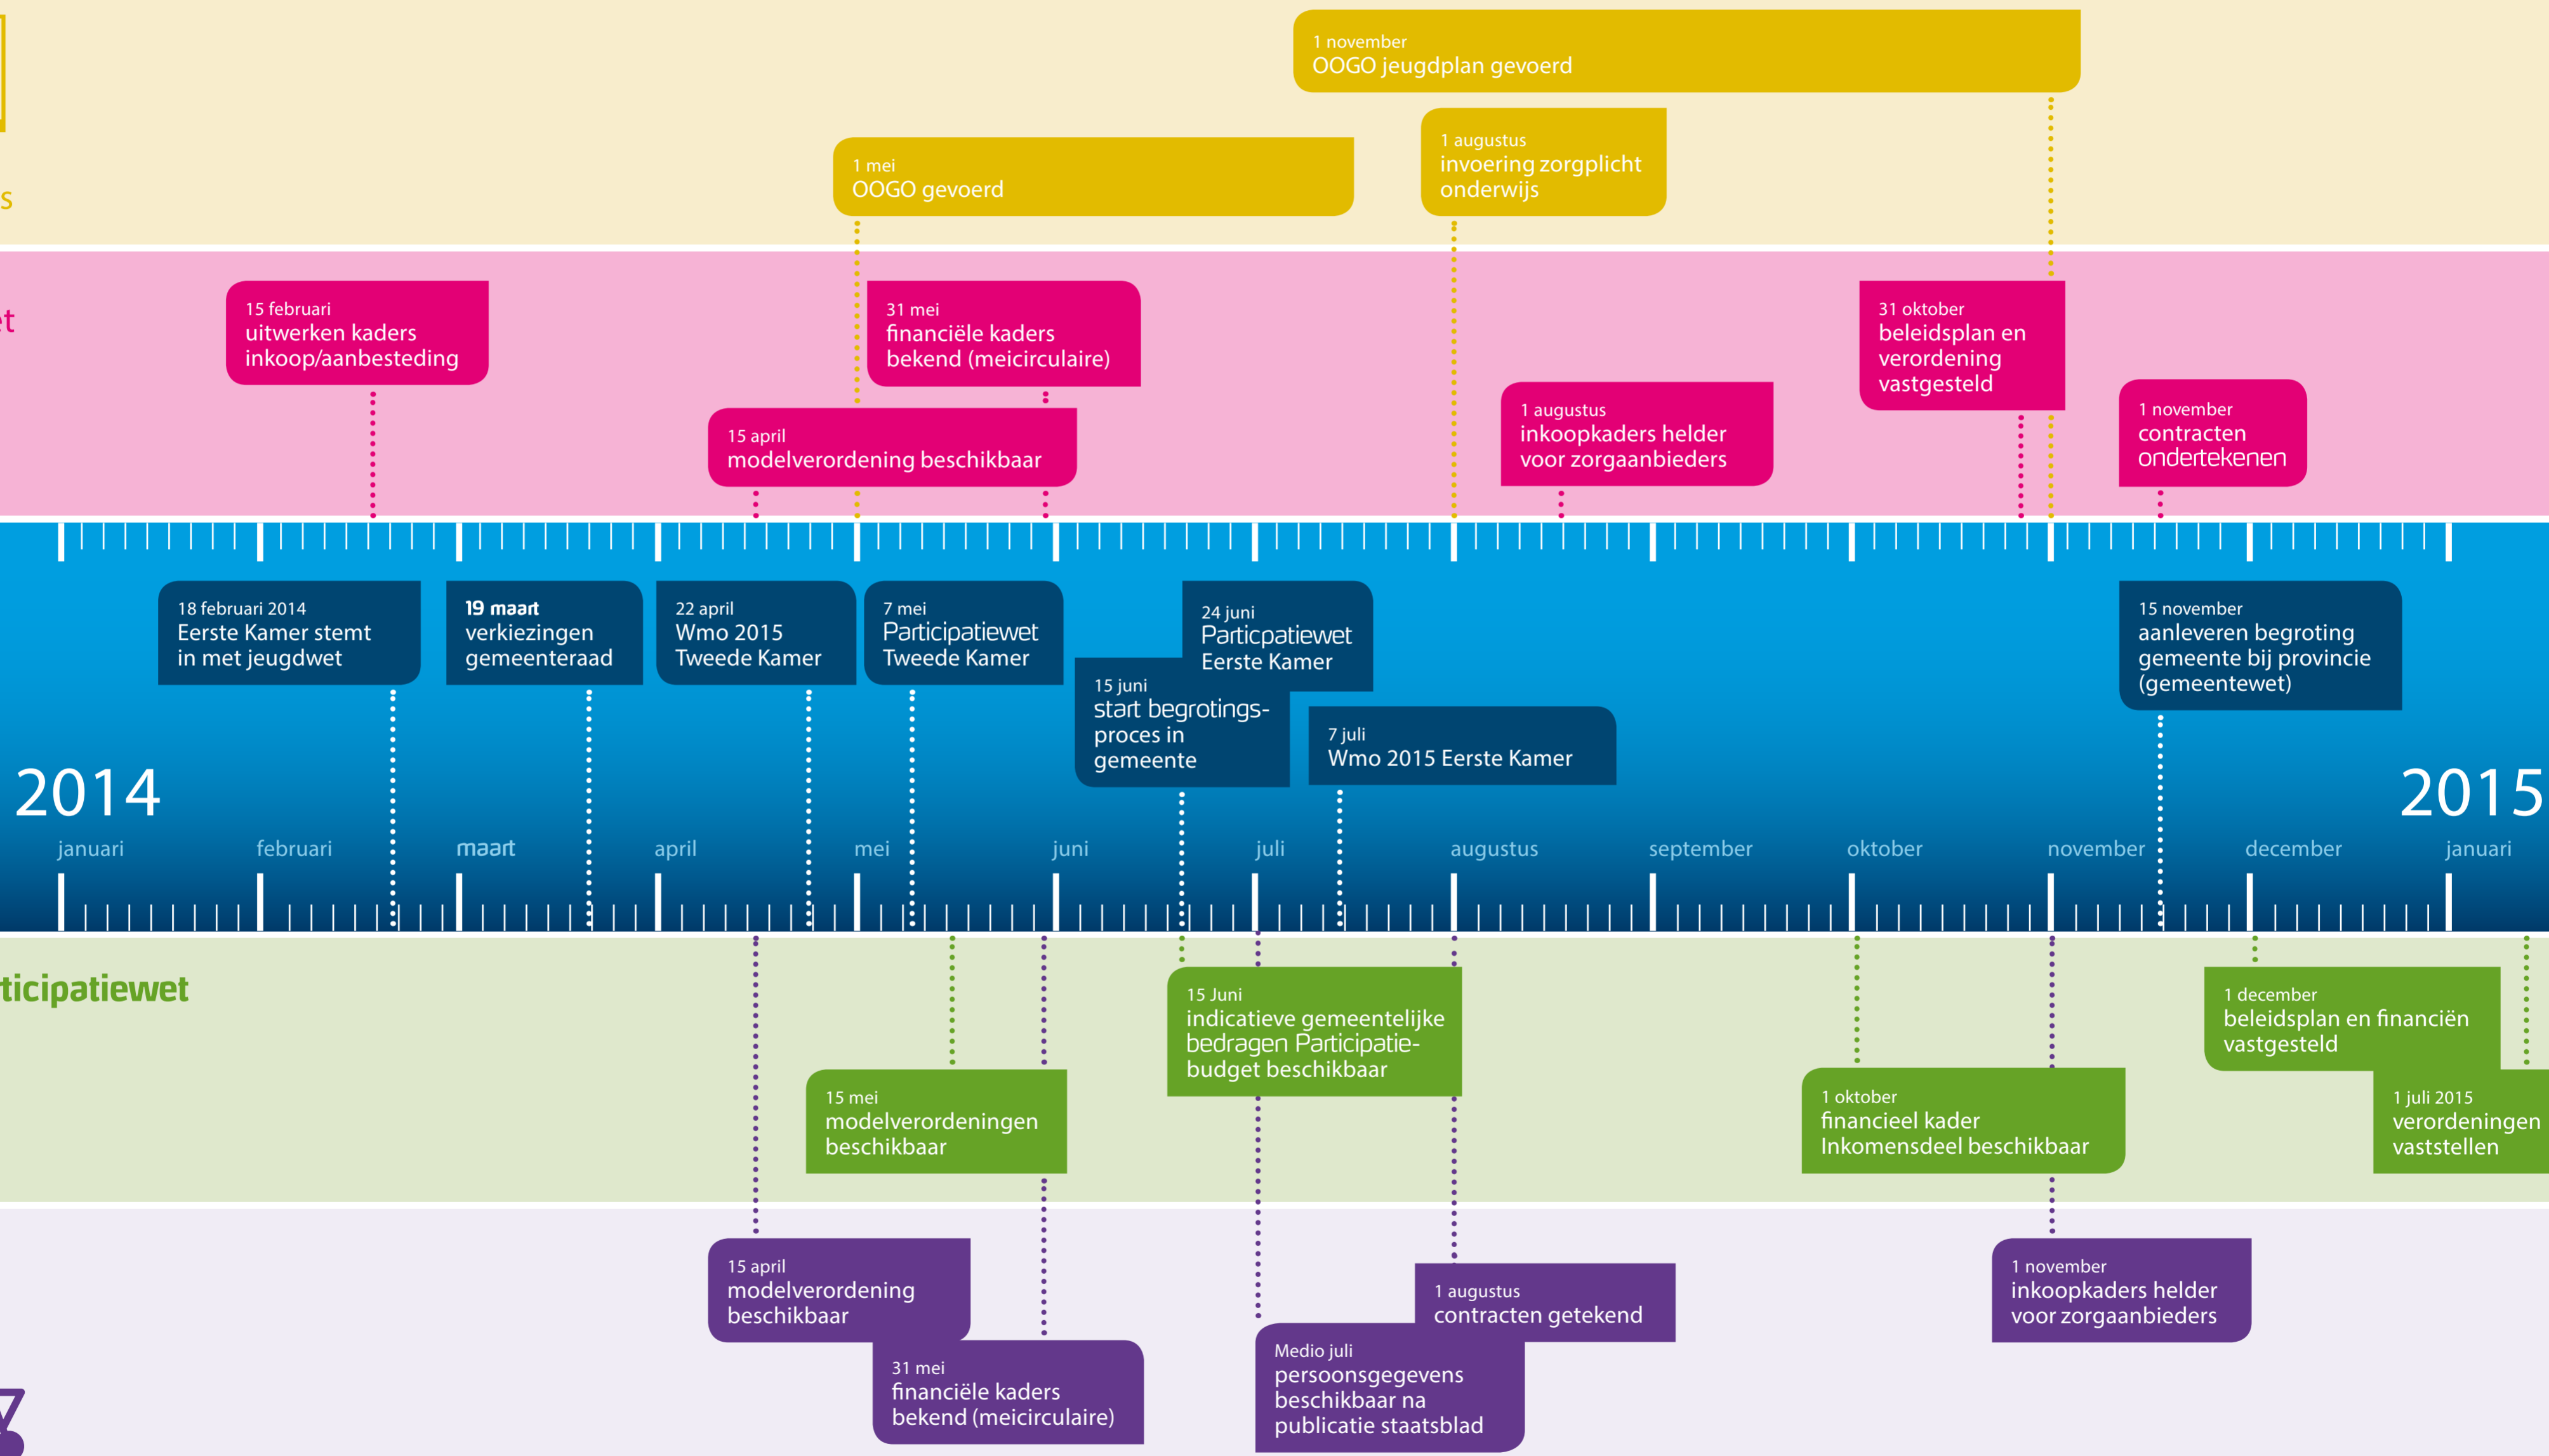 1 november
OOGO jeugdplan gevoerd
1 augustus
invoering zorgplicht
onderwijs
1 mei
OOGO gevoerd
s
et
15 februari
uitwerken kaders
inkoop/aanbesteding
31 mei
financiële kaders
bekend (meicirculaire)
15 april
modelverordening beschikbaar
1 augustus
inkoopkaders helder
voor zorgaanbieders
31 oktober
beleidsplan en
verordening
vastgesteld
1 november
contracten
ondertekenen
18 februari 2014
Eerste Kamer stemt
in met jeugdwet
19 maart
verkiezingen
gemeenteraad
22 april
Wmo 2015
Tweede Kamer
7 mei
Participatiewet
Tweede Kamer
24 juni
Particpatiewet
Eerste Kamer
15 juni
start begrotings-
proces in
gemeente
7 juli
Wmo 2015 Eerste Kamer
15 november
aanleveren begroting
gemeente bij provincie
(gemeentewet)
2014
2015
januari februari maart april mei juni juli augustus september oktober november december januari
ticipatiewet
15 mei
modelverordeningen
beschikbaar
15 Juni
indicatieve gemeentelijke
bedragen Participatie-
budget beschikbaar
1 oktober
financieel kader
Inkomensdeel beschikbaar
1 december
beleidsplan en financiën
vastgesteld
1 juli 2015
verordeningen
vaststellen
15 april
modelverordening
beschikbaar
31 mei
financiële kaders
bekend (meicirculaire)
1 augustus
contracten getekend
Medio juli
persoonsgegevens
beschikbaar na
publicatie staatsblad
1 november
inkoopkaders helder
voor zorgaanbieders